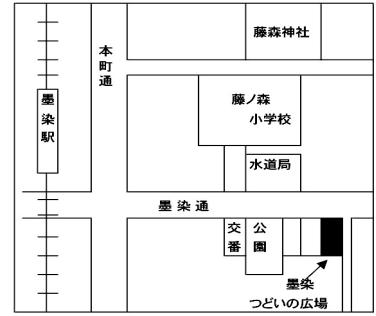 藤森神社
本町通
墨染駅
藤ノ森
小学校
水道局
墨染通
交番
公園
墨染
つどいの広場